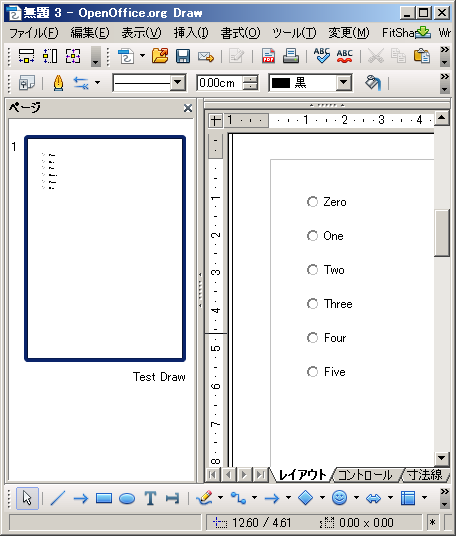 無題 3 - OpenOffice.org Draw
ファイル(F) 編集(E) 表示(V) 挿入(I) 書式(O) ツール(T) 変更(M) FitSha Wr
0.00cm 黒
ページ
1
Test Draw
1 1 2 3 4
1
2
3
4
5
6
7
8
Zero
One
Two
Three
Four
Five
レイアウト コントロール 寸法線
12.60 / 4.61 0.00 x 0.00 *